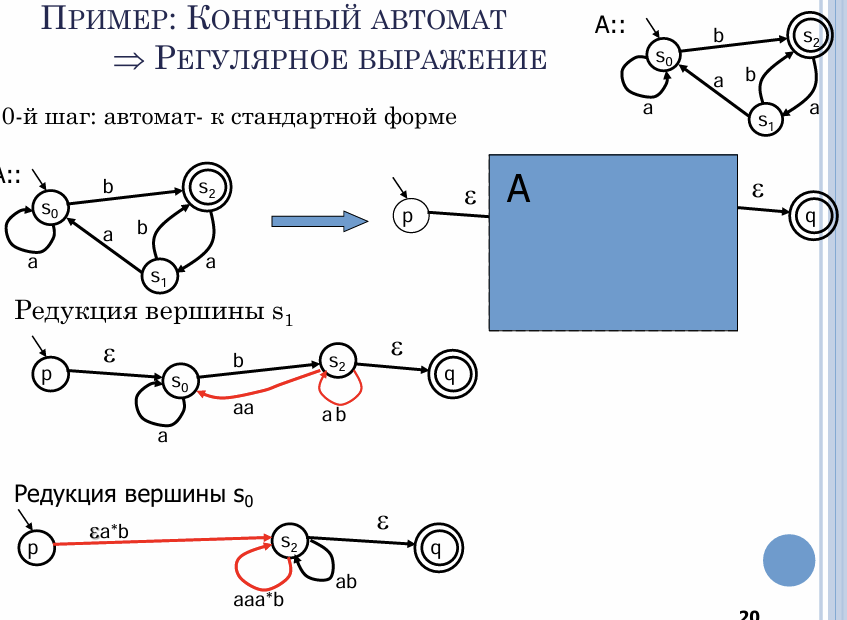 ПРИМЕР: КОНЕЧНЫЙ АВТОМАТ
⇒ РЕГУЛЯРНОЕ ВЫРАЖЕНИЕ
A::
s0
b
s2
a
a
b
s1
a
0-й шаг: автомат- к стандартной форме
A::
s0
b
s2
a
a
b
s1
a
p
ε
A
ε
q
Редукция вершины s1
p
ε
s0
b
s2
ε
q
a
aa
ab
Редукция вершины s0
p
εa*b
s2
ε
q
aaa*b
ab
20